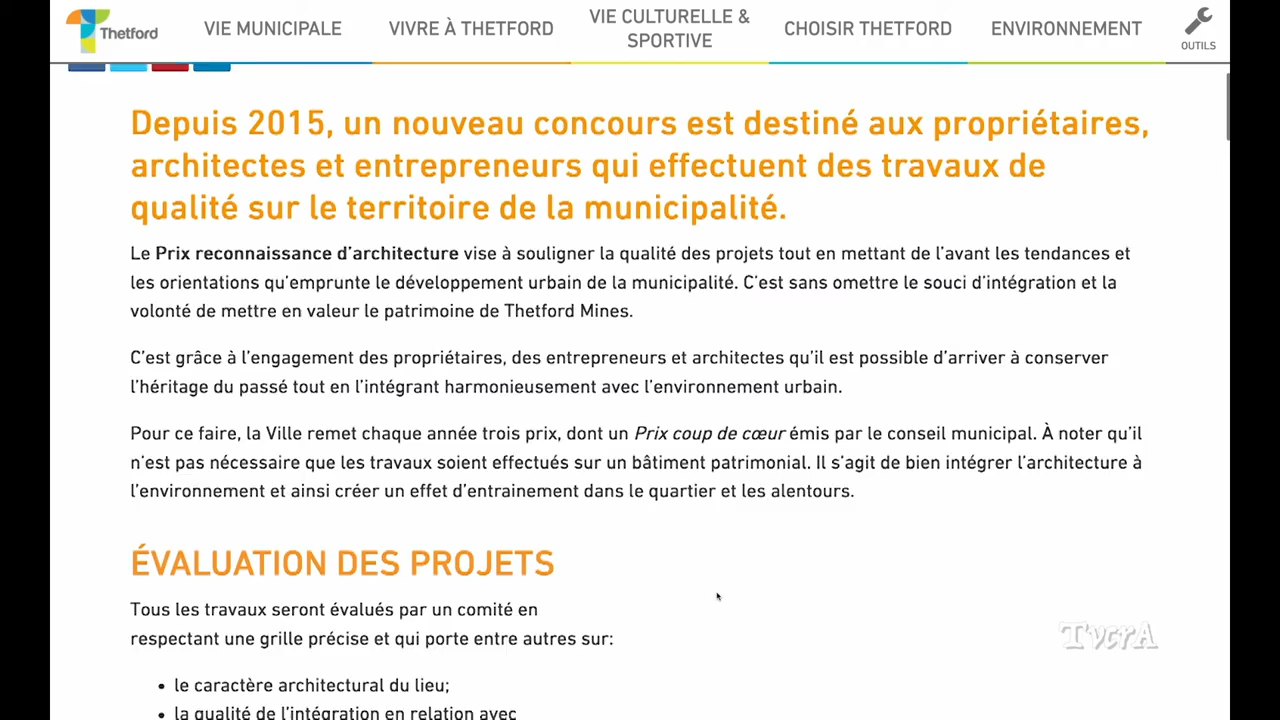 Thetford
VIE MUNICIPALE
VIVRE À THETFORD
VIE CULTURELLE &
SPORTIVE
CHOISIR THETFORD
ENVIRONNEMENT
OUTILS
Depuis 2015, un nouveau concours est destiné aux propriétaires,
architectes et entrepreneurs qui effectuent des travaux de
qualité sur le territoire de la municipalité.
Le Prix reconnaissance d'architecture vise à souligner la qualité des projets tout en mettant de l'avant les tendances et
les orientations qu'emprunte le développement urbain de la municipalité. C'est sans omettre le souci d'intégration et la
volonté de mettre en valeur le patrimoine de Thetford Mines.
C'est grâce à l'engagement des propriétaires, des entrepreneurs et architectes qu'il est possible d'arriver à conserver
l'héritage du passé tout en l'intégrant harmonieusement avec l'environnement urbain.
Pour ce faire, la Ville remet chaque année trois prix, dont un Prix coup de cœur émis par le conseil municipal. À noter qu'il
n'est pas nécessaire que les travaux soient effectués sur un bâtiment patrimonial. Il s'agit de bien intégrer l'architecture à
l'environnement et ainsi créer un effet d'entrainement dans le quartier et les alentours.
ÉVALUATION DES PROJETS
Tous les travaux seront évalués par un comité en
respectant une grille précise et qui porte entre autres sur:
TvcrA
• le caractère architectural du lieu;
• la qualité de l'intégration en relation avec